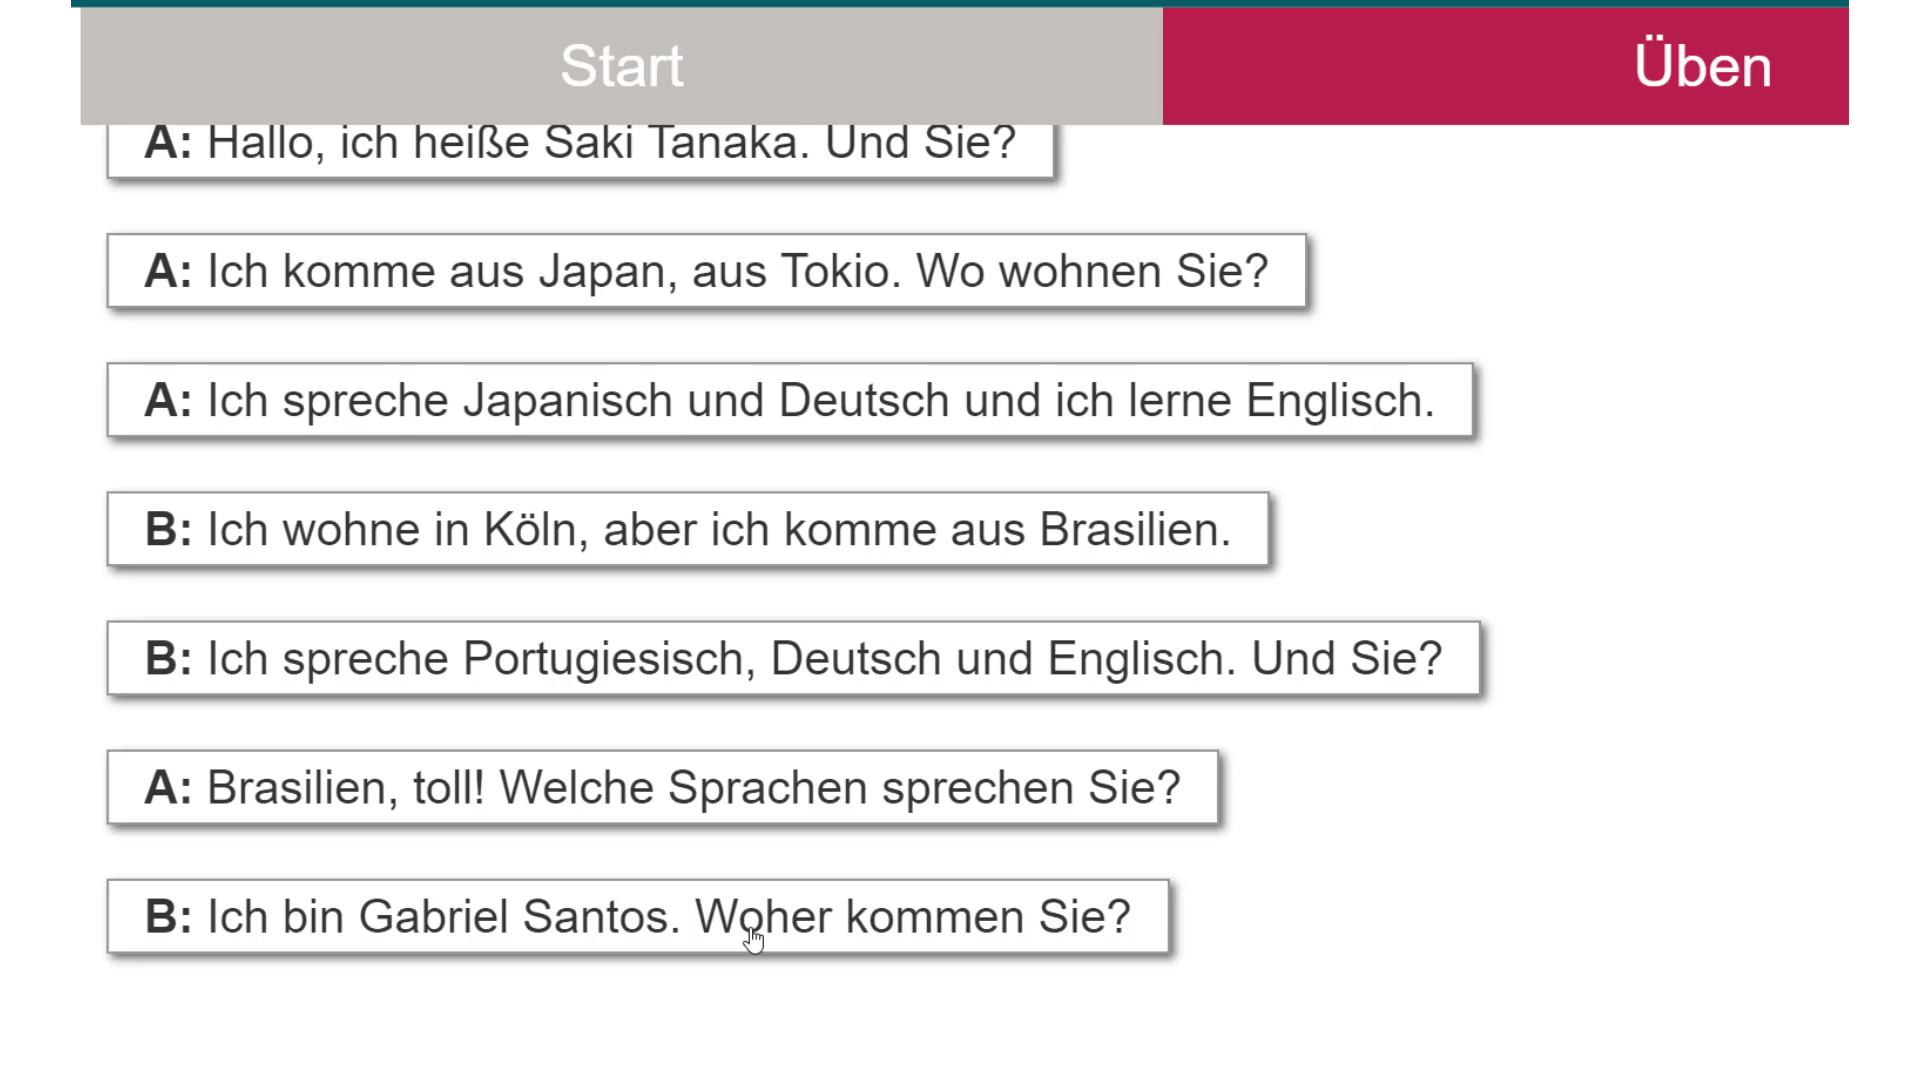 Start
Üben
A: Hallo, ich heiße Saki Tanaka. Und Sie?
A: Ich komme aus Japan, aus Tokio. Wo wohnen Sie?
A: Ich spreche Japanisch und Deutsch und ich lerne Englisch.
B: Ich wohne in Köln, aber ich komme aus Brasilien.
B: Ich spreche Portugiesisch, Deutsch und Englisch. Und Sie?
A: Brasilien, toll! Welche Sprachen sprechen Sie?
B: Ich bin Gabriel Santos. Woher kommen Sie?